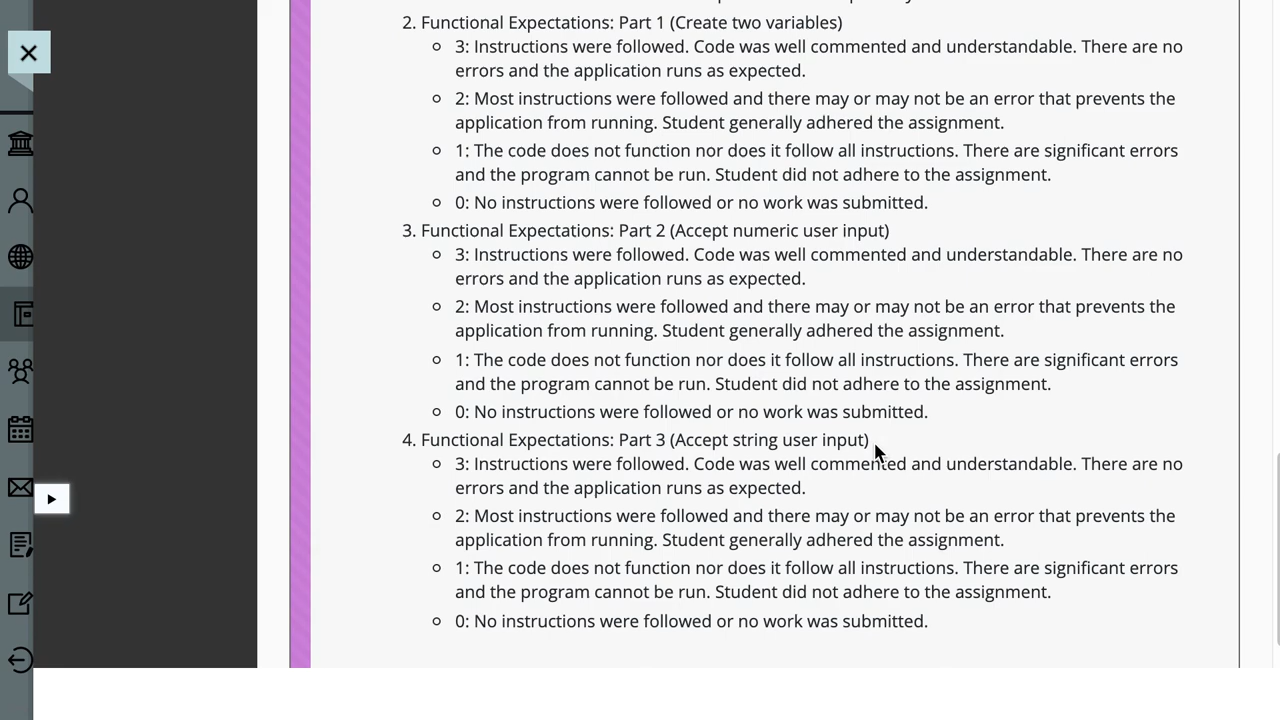 2. Functional Expectations: Part 1 (Create two variables)
3: Instructions were followed. Code was well commented and understandable. There are no
errors and the application runs as expected.
2: Most instructions were followed and there may or may not be an error that prevents the
application from running. Student generally adhered the assignment.
1: The code does not function nor does it follow all instructions. There are significant errors
and the program cannot be run. Student did not adhere to the assignment.
0: No instructions were followed or no work was submitted.
3. Functional Expectations: Part 2 (Accept numeric user input)
3: Instructions were followed. Code was well commented and understandable. There are no
errors and the application runs as expected.
2: Most instructions were followed and there may or may not be an error that prevents the
application from running. Student generally adhered the assignment.
1: The code does not function nor does it follow all instructions. There are significant errors
and the program cannot be run. Student did not adhere to the assignment.
0: No instructions were followed or no work was submitted.
4. Functional Expectations: Part 3 (Accept string user input)
3: Instructions were followed. Code was well commented and understandable. There are no
errors and the application runs as expected.
2: Most instructions were followed and there may or may not be an error that prevents the
application from running. Student generally adhered the assignment.
1: The code does not function nor does it follow all instructions. There are significant errors
and the program cannot be run. Student did not adhere to the assignment.
0: No instructions were followed or no work was submitted.